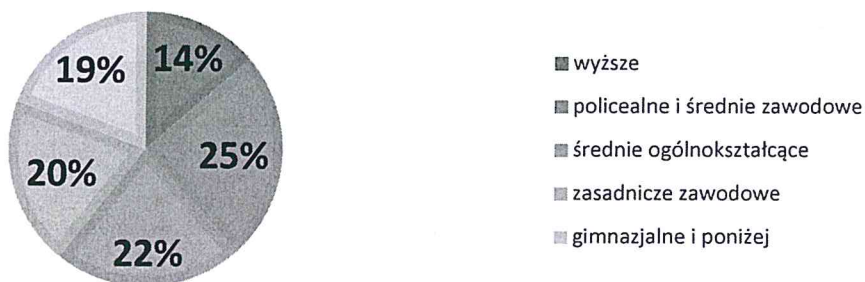 19%
14%
25%
20%
22%
wyższe
policealne i średnie zawodowe
średnie ogólnokształcące
zasadnicze zawodowe
gimnazjalne i poniżej